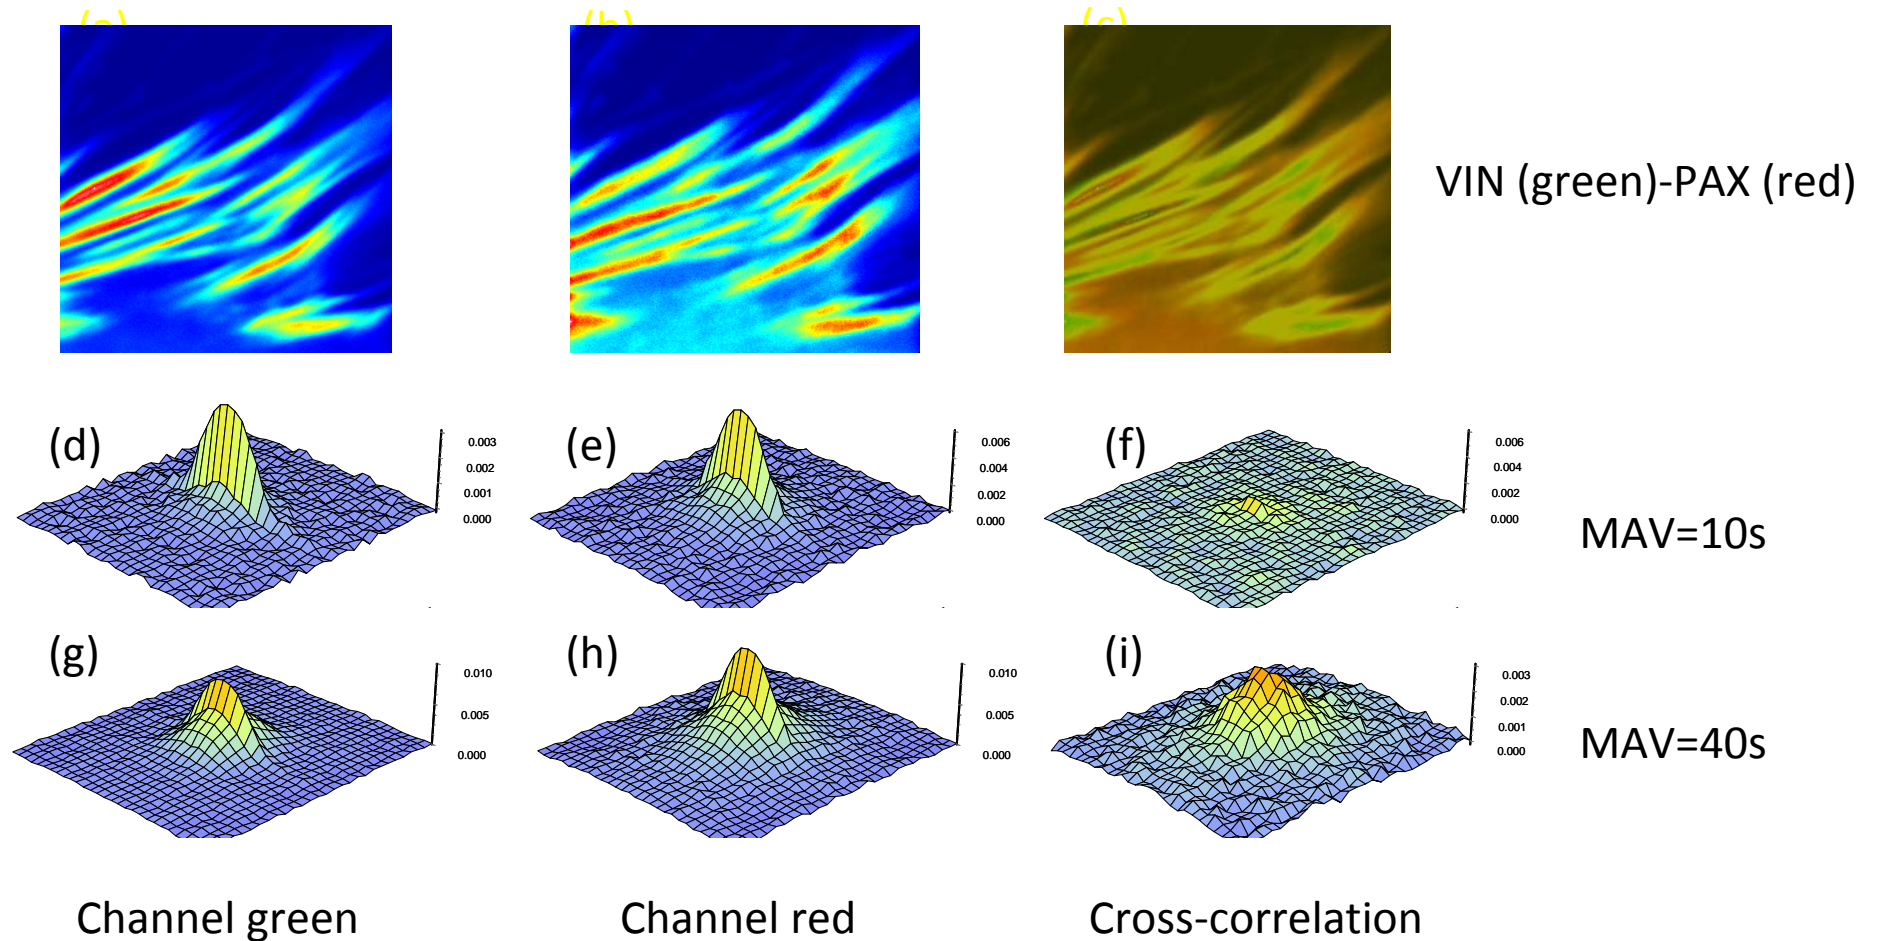 (a) (b) (c)
VIN (green)-PAX (red)
(d) (e) (f)
0.003 0.006 0.006
0.002 0.004 0.004
0.001 0.002 0.002
0.000 0.000 0.000
MAV=10s
(g) (h) (i)
0.010 0.010 0.003
0.002
0.005 0.005 0.001
0.000 0.000 0.000
MAV=40s
Channel green Channel red Cross-correlation